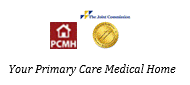 The Joint Commission
PCMH
Your Primary Care Medical Home